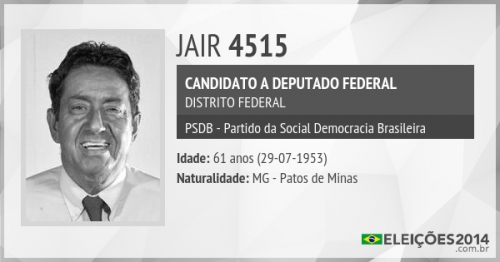 JAIR 4515
CANDIDATO A DEPUTADO FEDERAL
DISTRITO FEDERAL
PSDB - Partido da Social Democracia Brasileira
Idade: 61 anos (29-07-1953)
Naturalidade: MG - Patos de Minas
ELEIÇÕES2014
.com.br